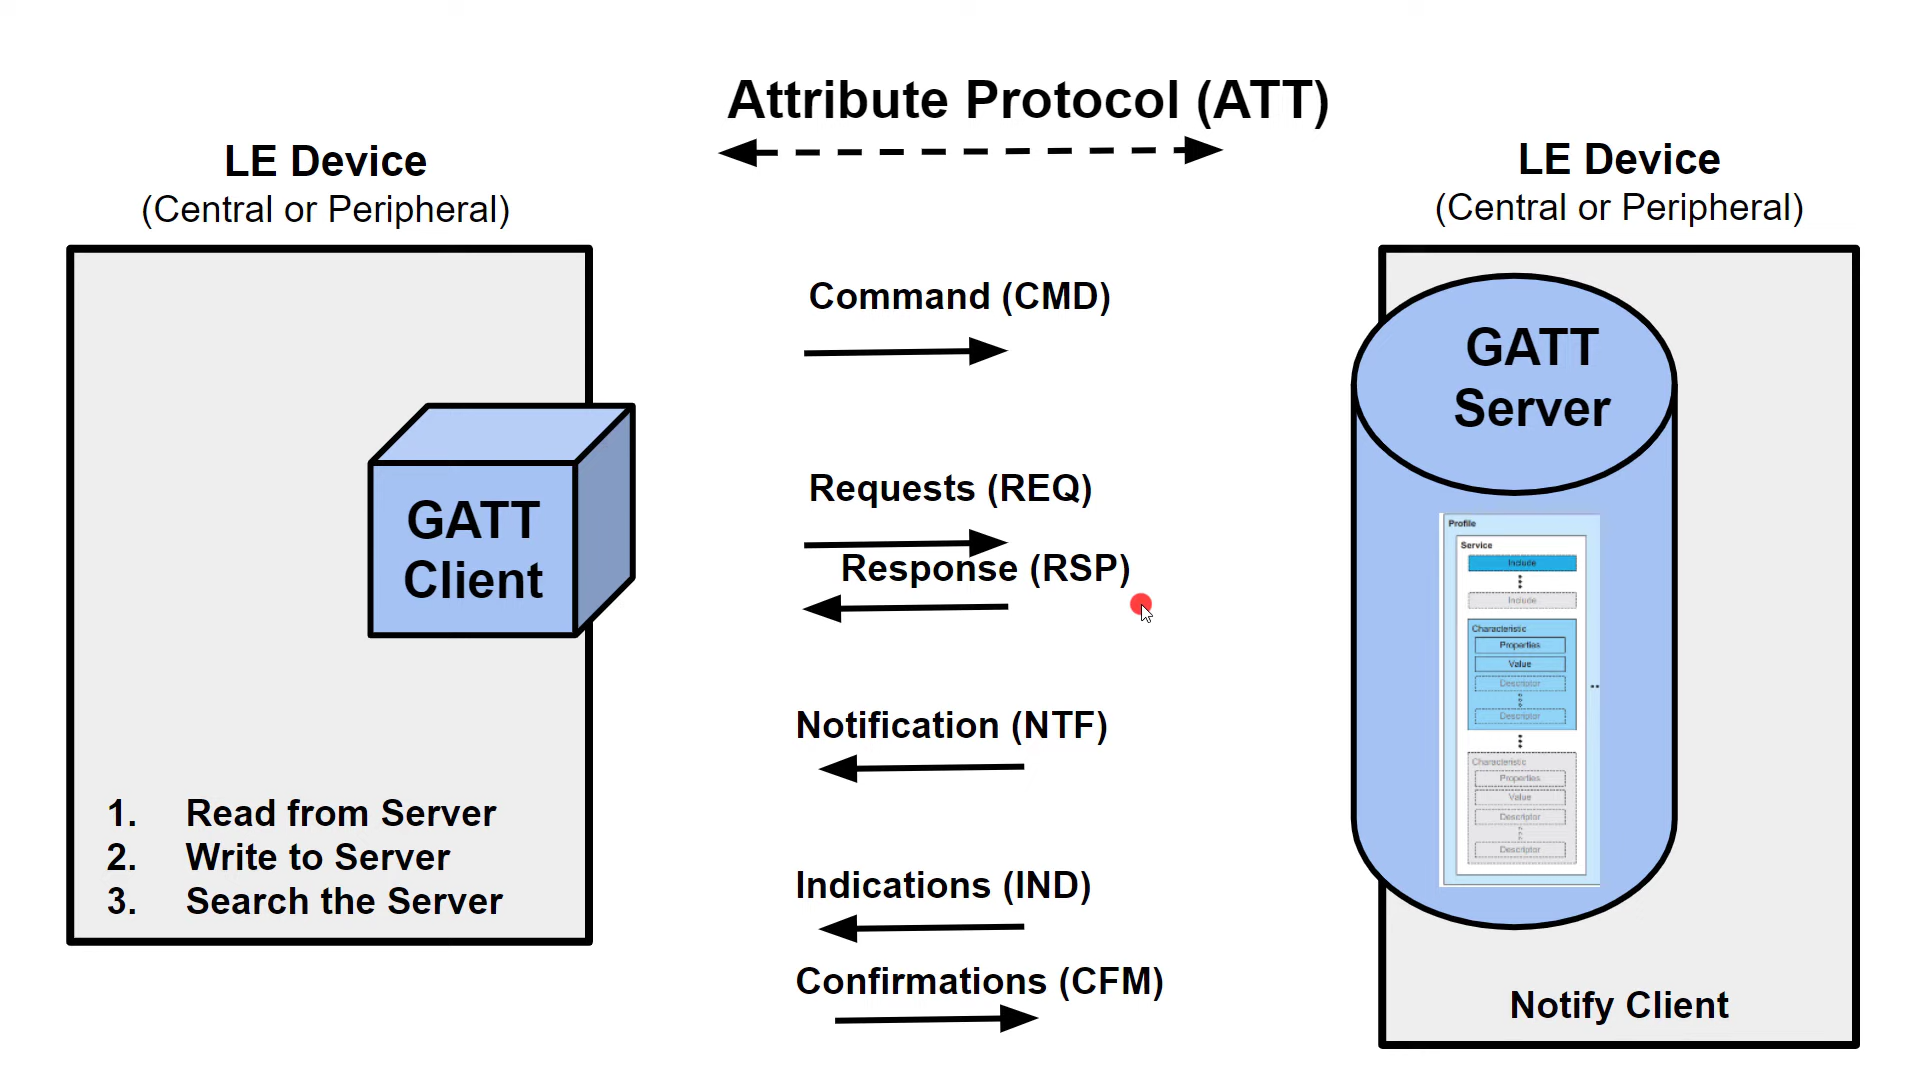 Attribute Protocol (ATT)
LE Device
(Central or Peripheral)
LE Device
(Central or Peripheral)
Command (CMD)
GATT
Server
GATT
Client
Requests (REQ)
Response (RSP)
Notification (NTF)
Indications (IND)
Confirmations (CFM)
1. Read from Server
2. Write to Server
3. Search the Server
Profile
Service
Include
Include
Characteristic
Properties
Value
Descriptor
Descriptor
Characteristic
Properties
Value
Descriptor
Descriptor
Notify Client